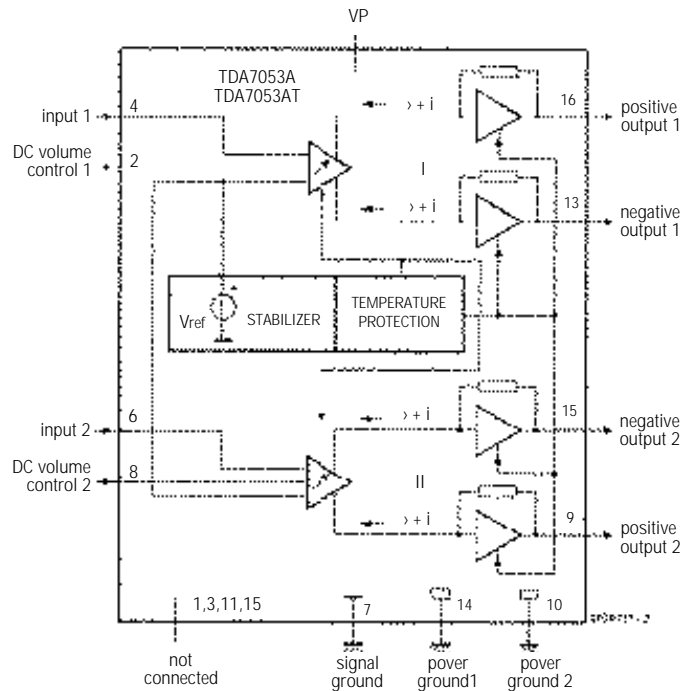 VP
TDA7053A
TDA7053AT
input 1
4
DC volume
control 1
2
I
› + i
› + i
16
positive
output 1
13
negative
output 1
Vref
STABILIZER
TEMPERATURE
PROTECTION
input 2
6
DC volume
control 2
8
II
› + i
› + i
15
negative
output 2
9
positive
output 2
1,3,11,15
7
14
10
not
connected
signal
ground
pover
ground1
poverg
ground 2